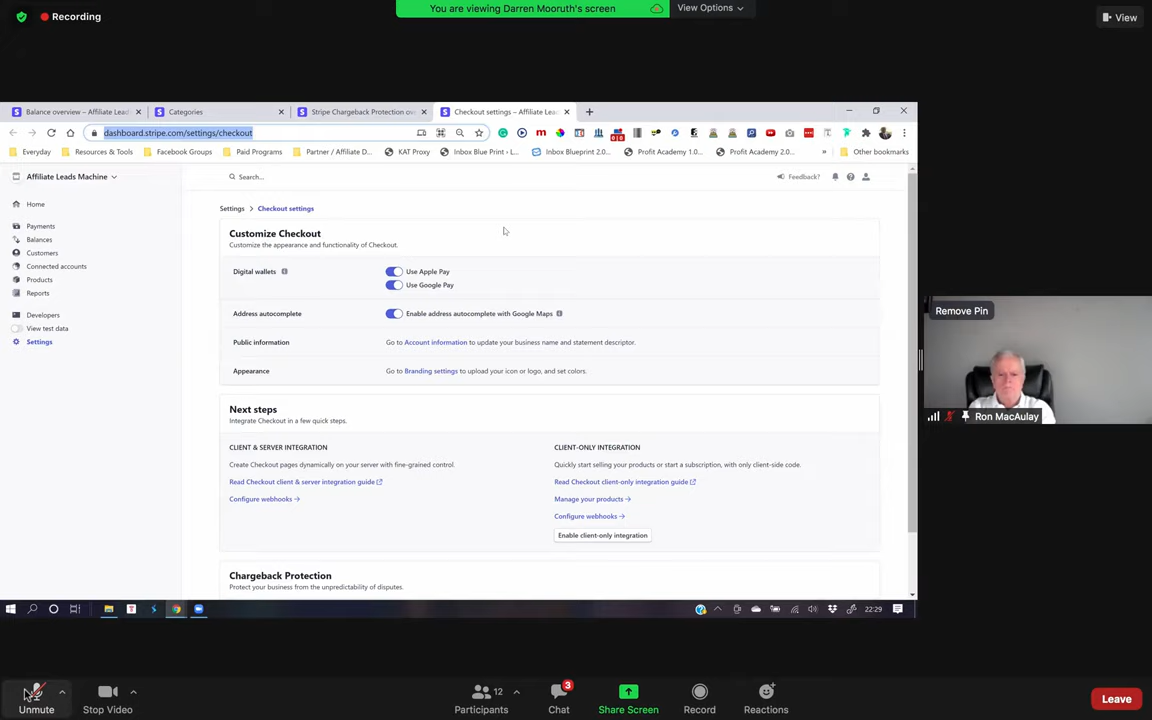 Recording
You are viewing Darren Mooruth's screen
View Options
View
Balance overview – Affiliate Lead
Categories
Stripe Chargeback Protection ov
Checkout settings – Affiliate Lea
dashboard.stripe.com/settings/checkout
Everyday
Resources & Tools
Facebook Groups
Paid Programs
Partner / Affiliate D...
KAT Proxy
Inbox Blue Print - L...
Inbox Blueprint 2.0...
Profit Academy 1.0...
Profit Academy 2.0...
»
Other bookmarks
Affiliate Leads Machine
Search...
Feedback?
Home
Payments
Balances
Customers
Connected accounts
Products
Reports
Developers
View test data
Settings
Settings > Checkout settings
Customize Checkout
Customize the appearance and functionality of Checkout.
Digital wallets
Use Apple Pay
Use Google Pay
Address autocomplete
Enable address autocomplete with Google Maps
Public information
Go to Account information to update your business name and statement descriptor.
Appearance
Go to Branding settings to upload your icon or logo, and set colors.
Next steps
Integrate Checkout in a few quick steps.
CLIENT & SERVER INTEGRATION
Create Checkout pages dynamically on your server with fine-grained control.
Read Checkout client & server integration guide
Configure webhooks →
CLIENT-ONLY INTEGRATION
Quickly start selling your products or start a subscription, with only client-side code.
Read Checkout client-only integration guide
Manage your products →
Configure webhooks →
Enable client-only integration
Chargeback Protection
Protect your business from the unpredictability of disputes.
22:29
Remove Pin
Ron MacAulay
Unmute
Stop Video
12
Participants
3
Chat
Share Screen
Record
Reactions
Leave